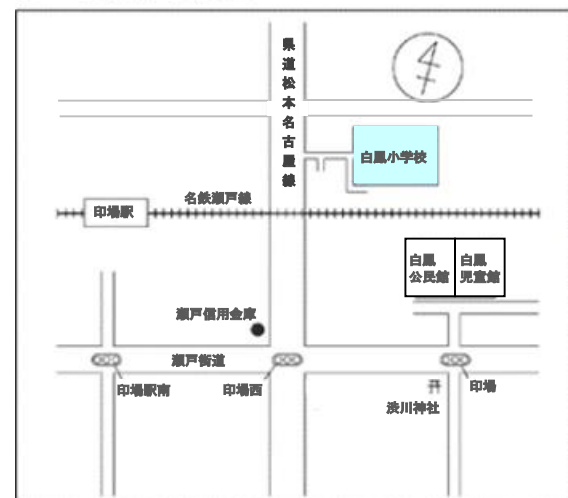 県道松本名古屋線
白鳳小学校
名鉄瀬戸線
印場駅
白鳳
公民館
白鳳
児童館
瀬戸信用金庫
瀬戸街道
印場駅南
印場西
印場
渋川神社